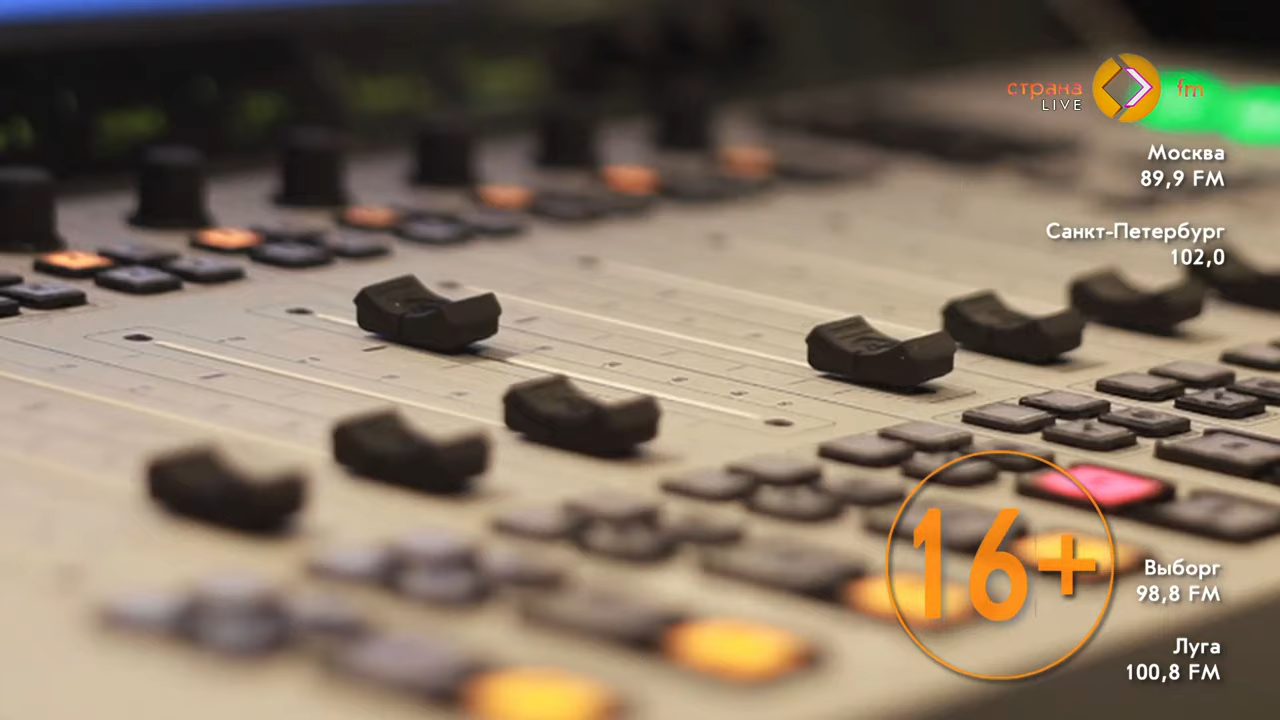 страна fm
LIVE
Москва
89,9 FM
Санкт-Петербург
102,0
16+
Выборг
98,8 FM
Луга
100,8 FM